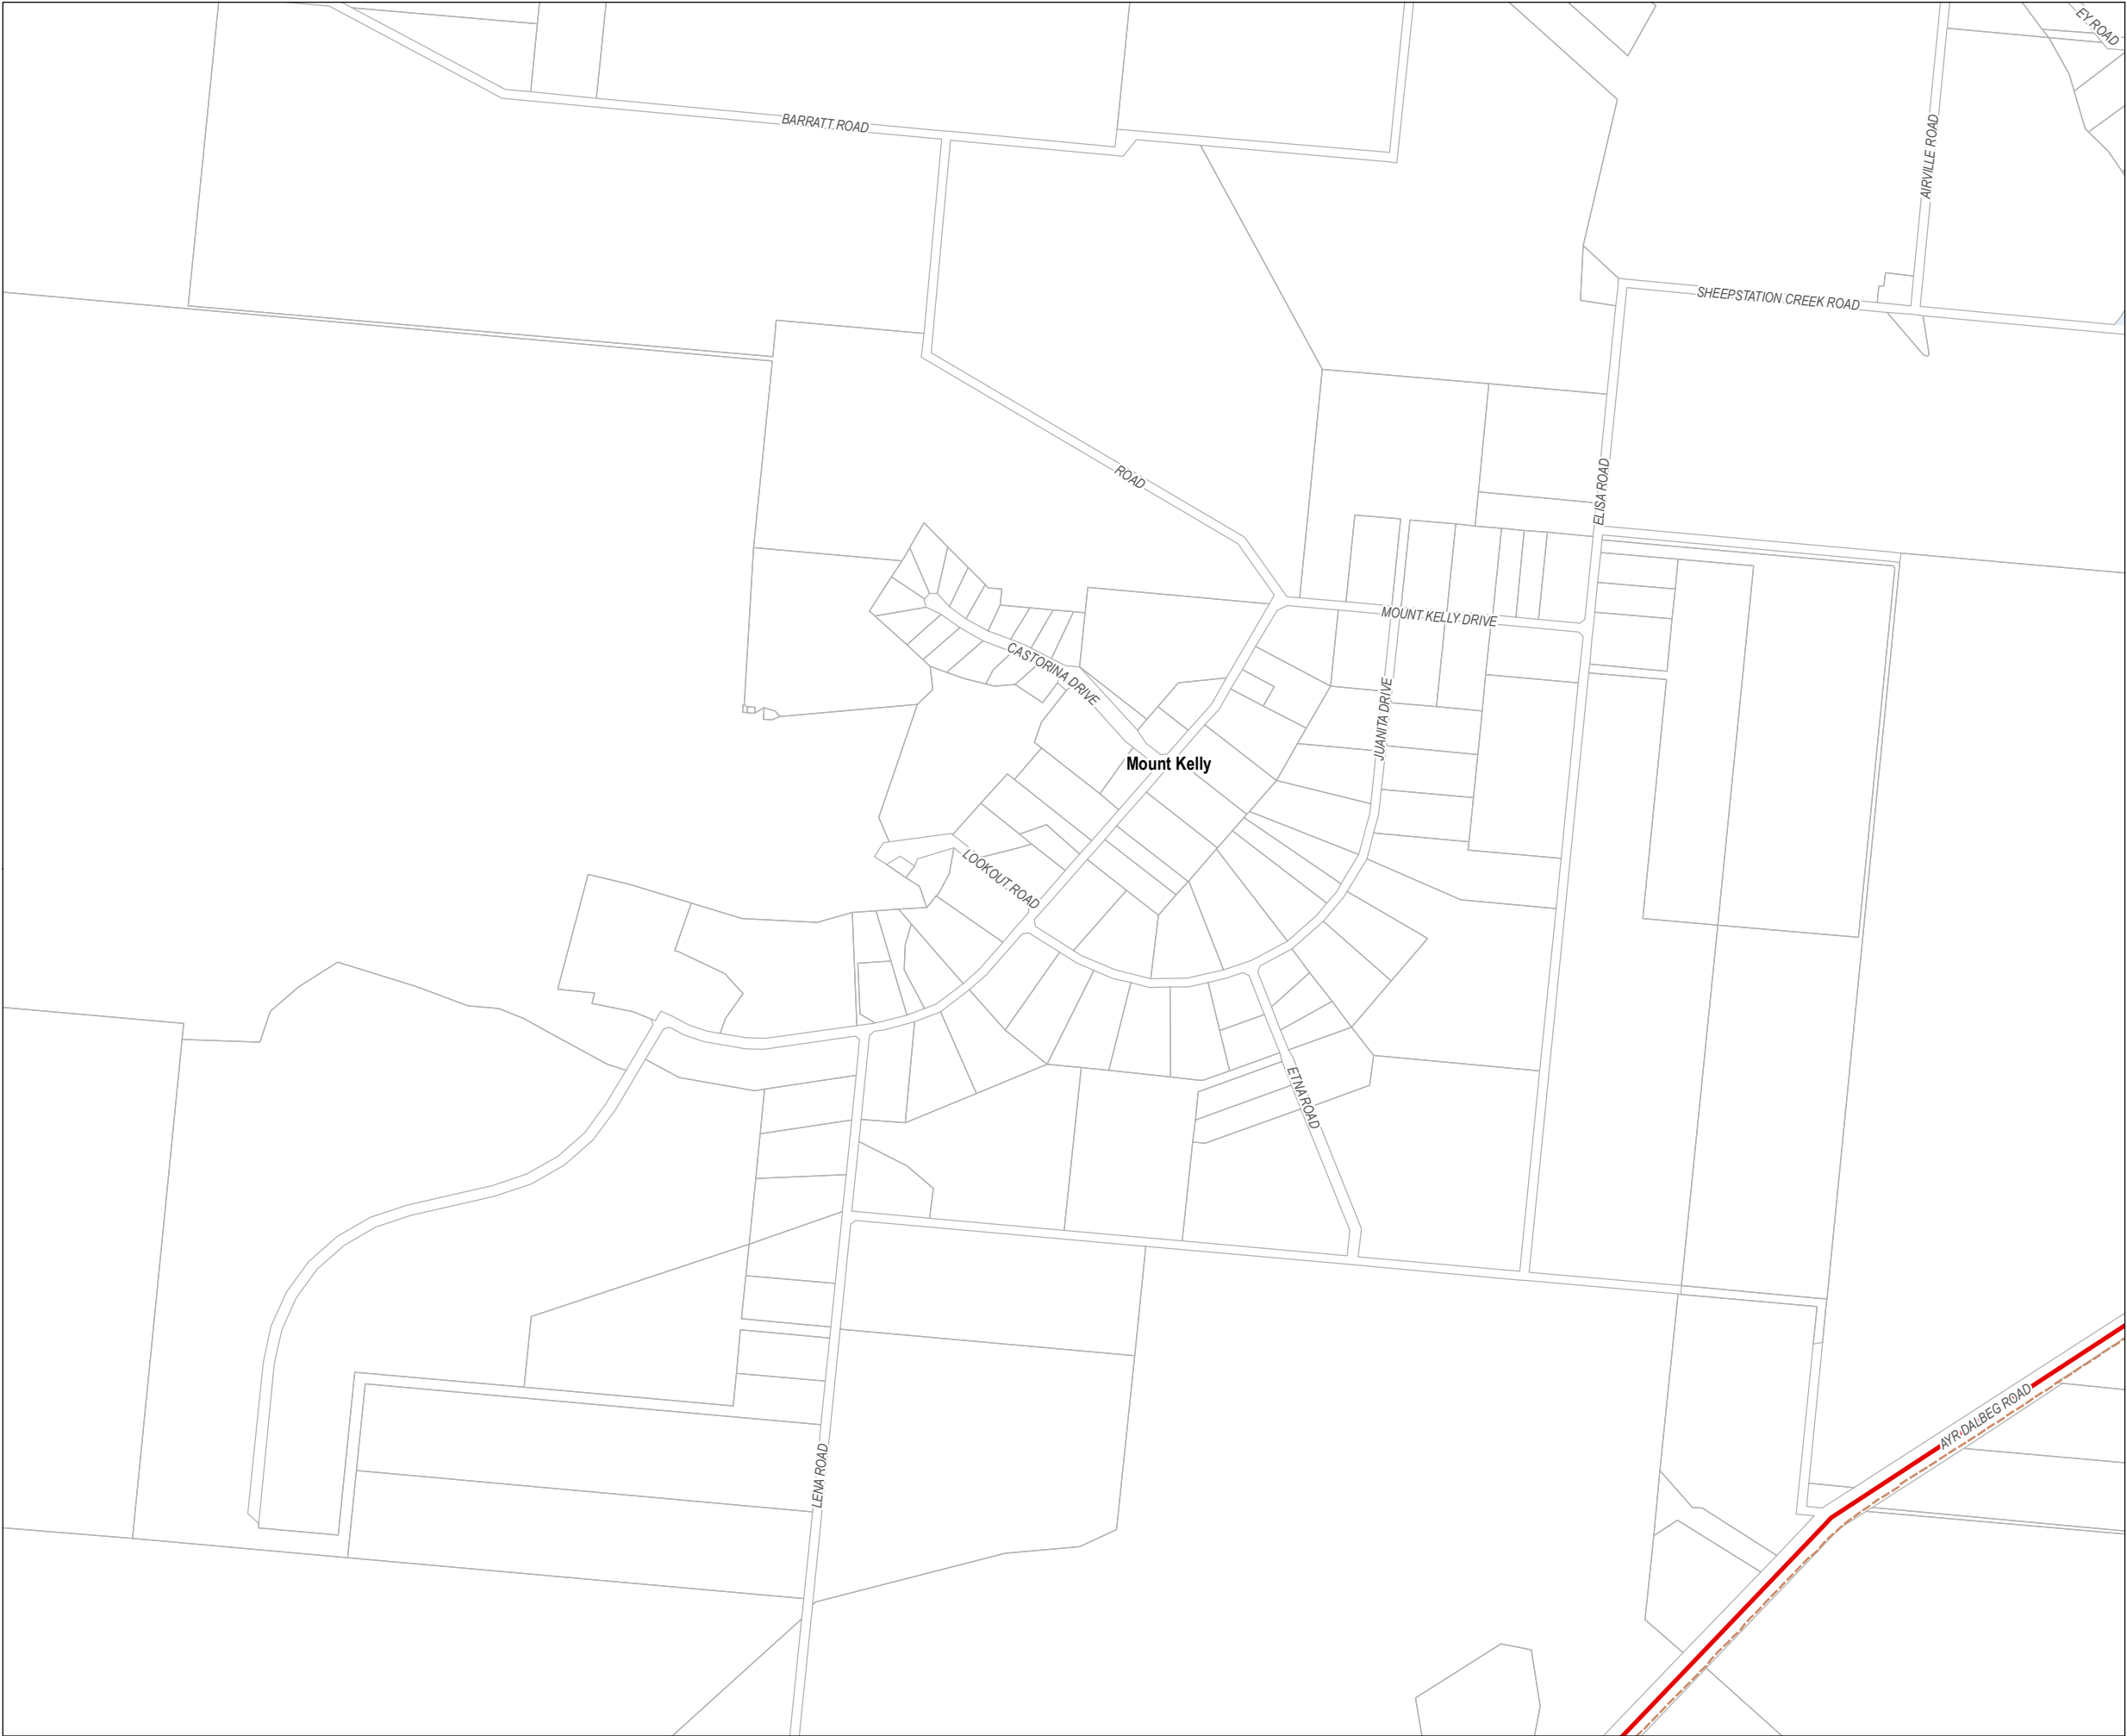 EY ROAD
BARRATT ROAD
AIRVILLE ROAD
SHEEPSTATION CREEK ROAD
ROAD
ELISA ROAD
MOUNT KELLY DRIVE
CASTORINA DRIVE
JUANITA DRIVE
Mount Kelly
LOOKOUT ROAD
ETNA ROAD
AYR DALBEG ROAD
LENA ROAD